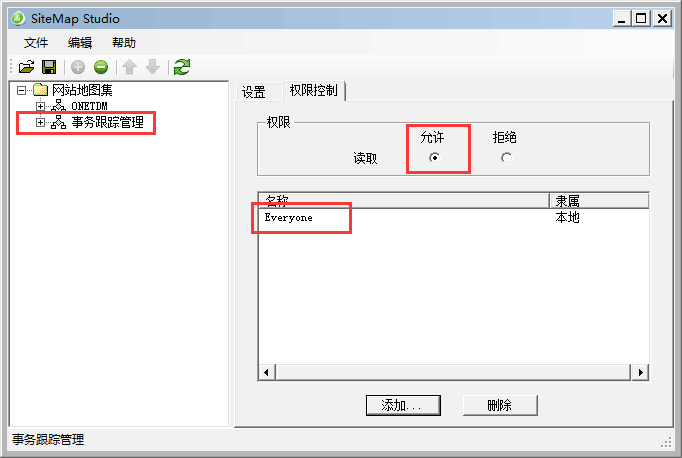 SiteMap Studio
文件 编辑 帮助
网站地图集
ONETDM
事务跟踪管理
设置 权限控制
权限
允许 拒绝
读取
名称 隶属
Everyone 本地
添加... 删除
事务跟踪管理